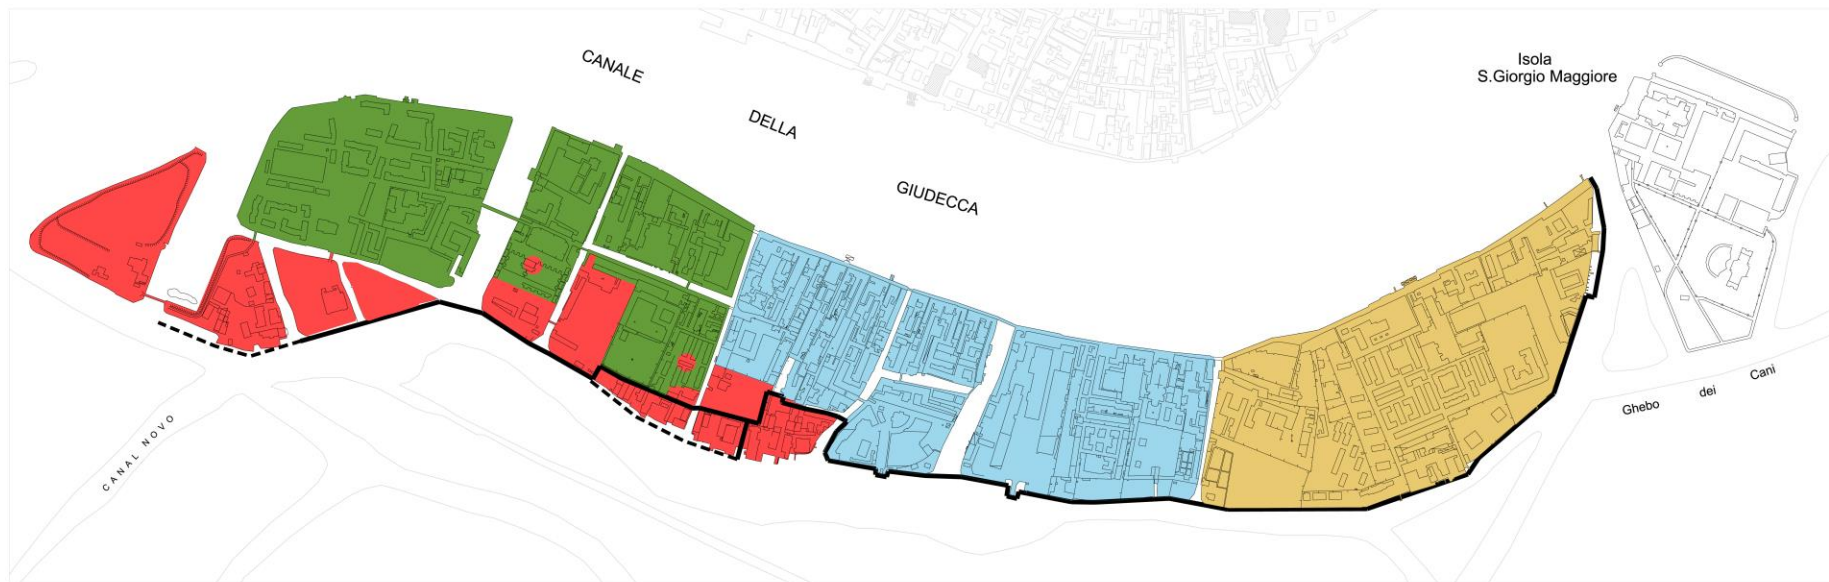 CANALE
DELLA
GIUDECCA
Isola
S.Giorgio Maggiore
Ghebo dei Cani
CANAL NOVO